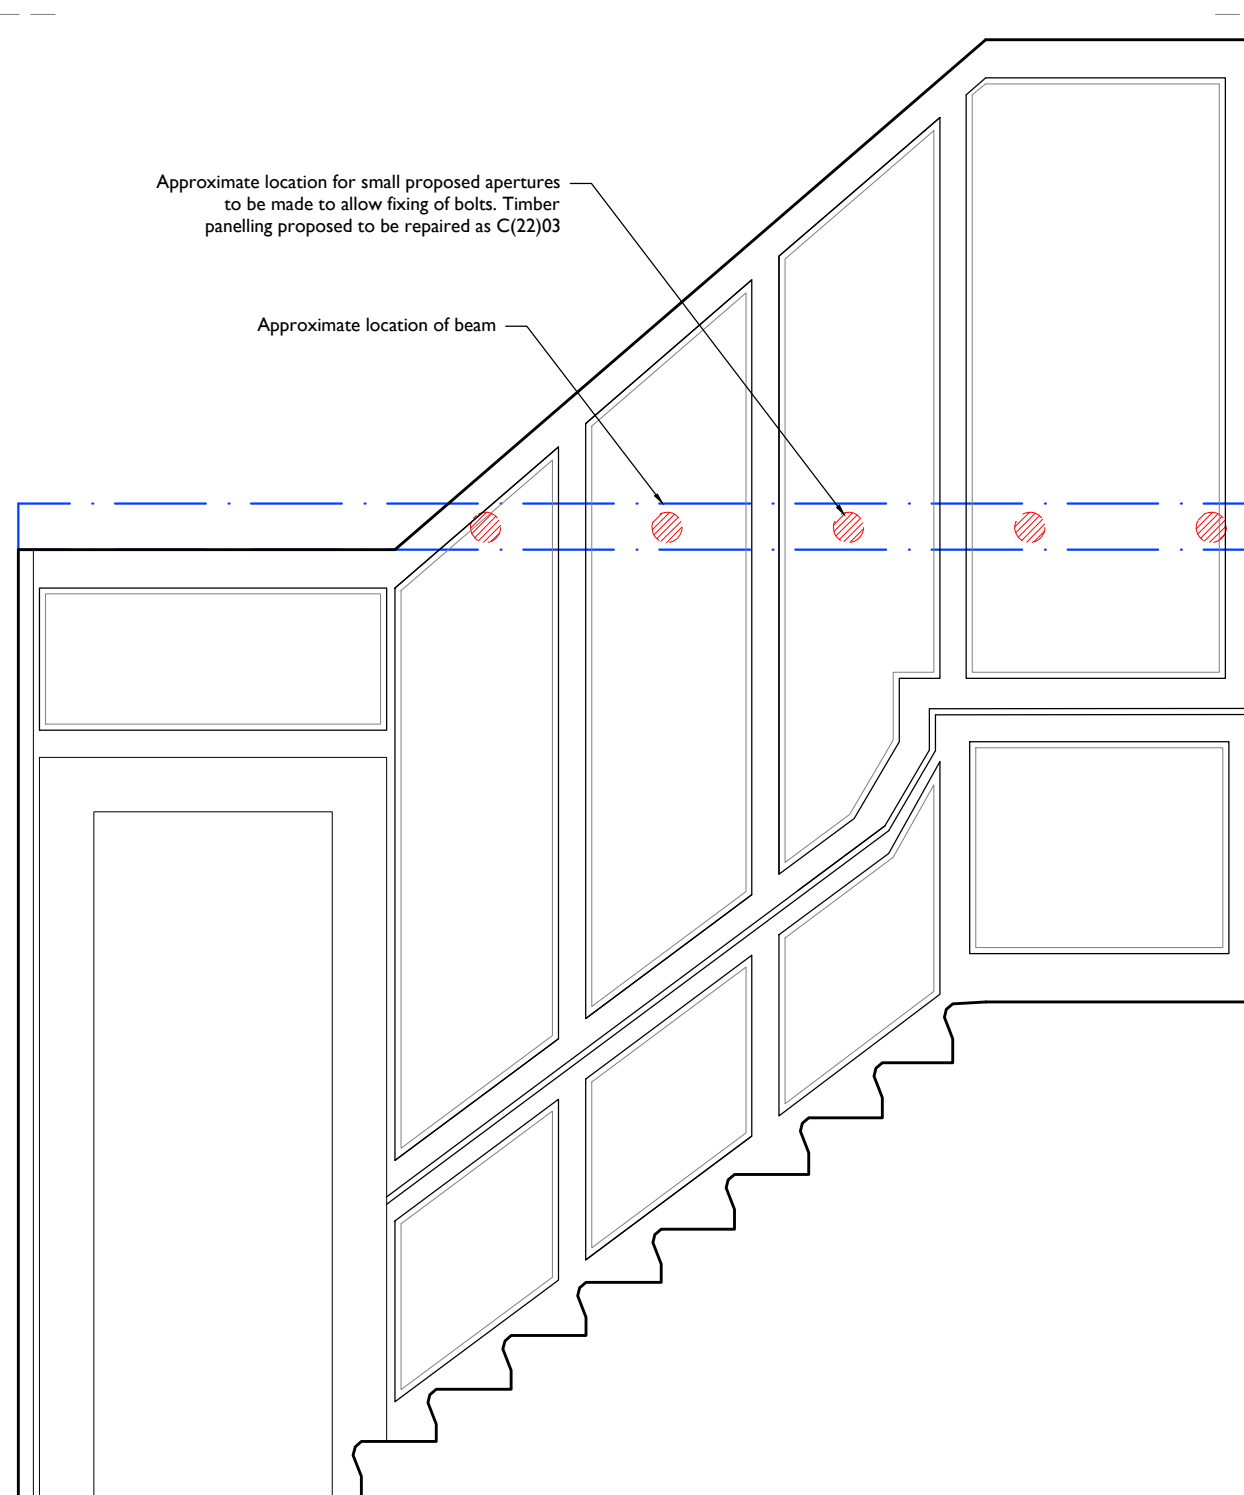 Approximate location for small proposed apertures
to be made to allow fixing of bolts. Timber
panelling proposed to be repaired as C(22)03
Approximate location of beam